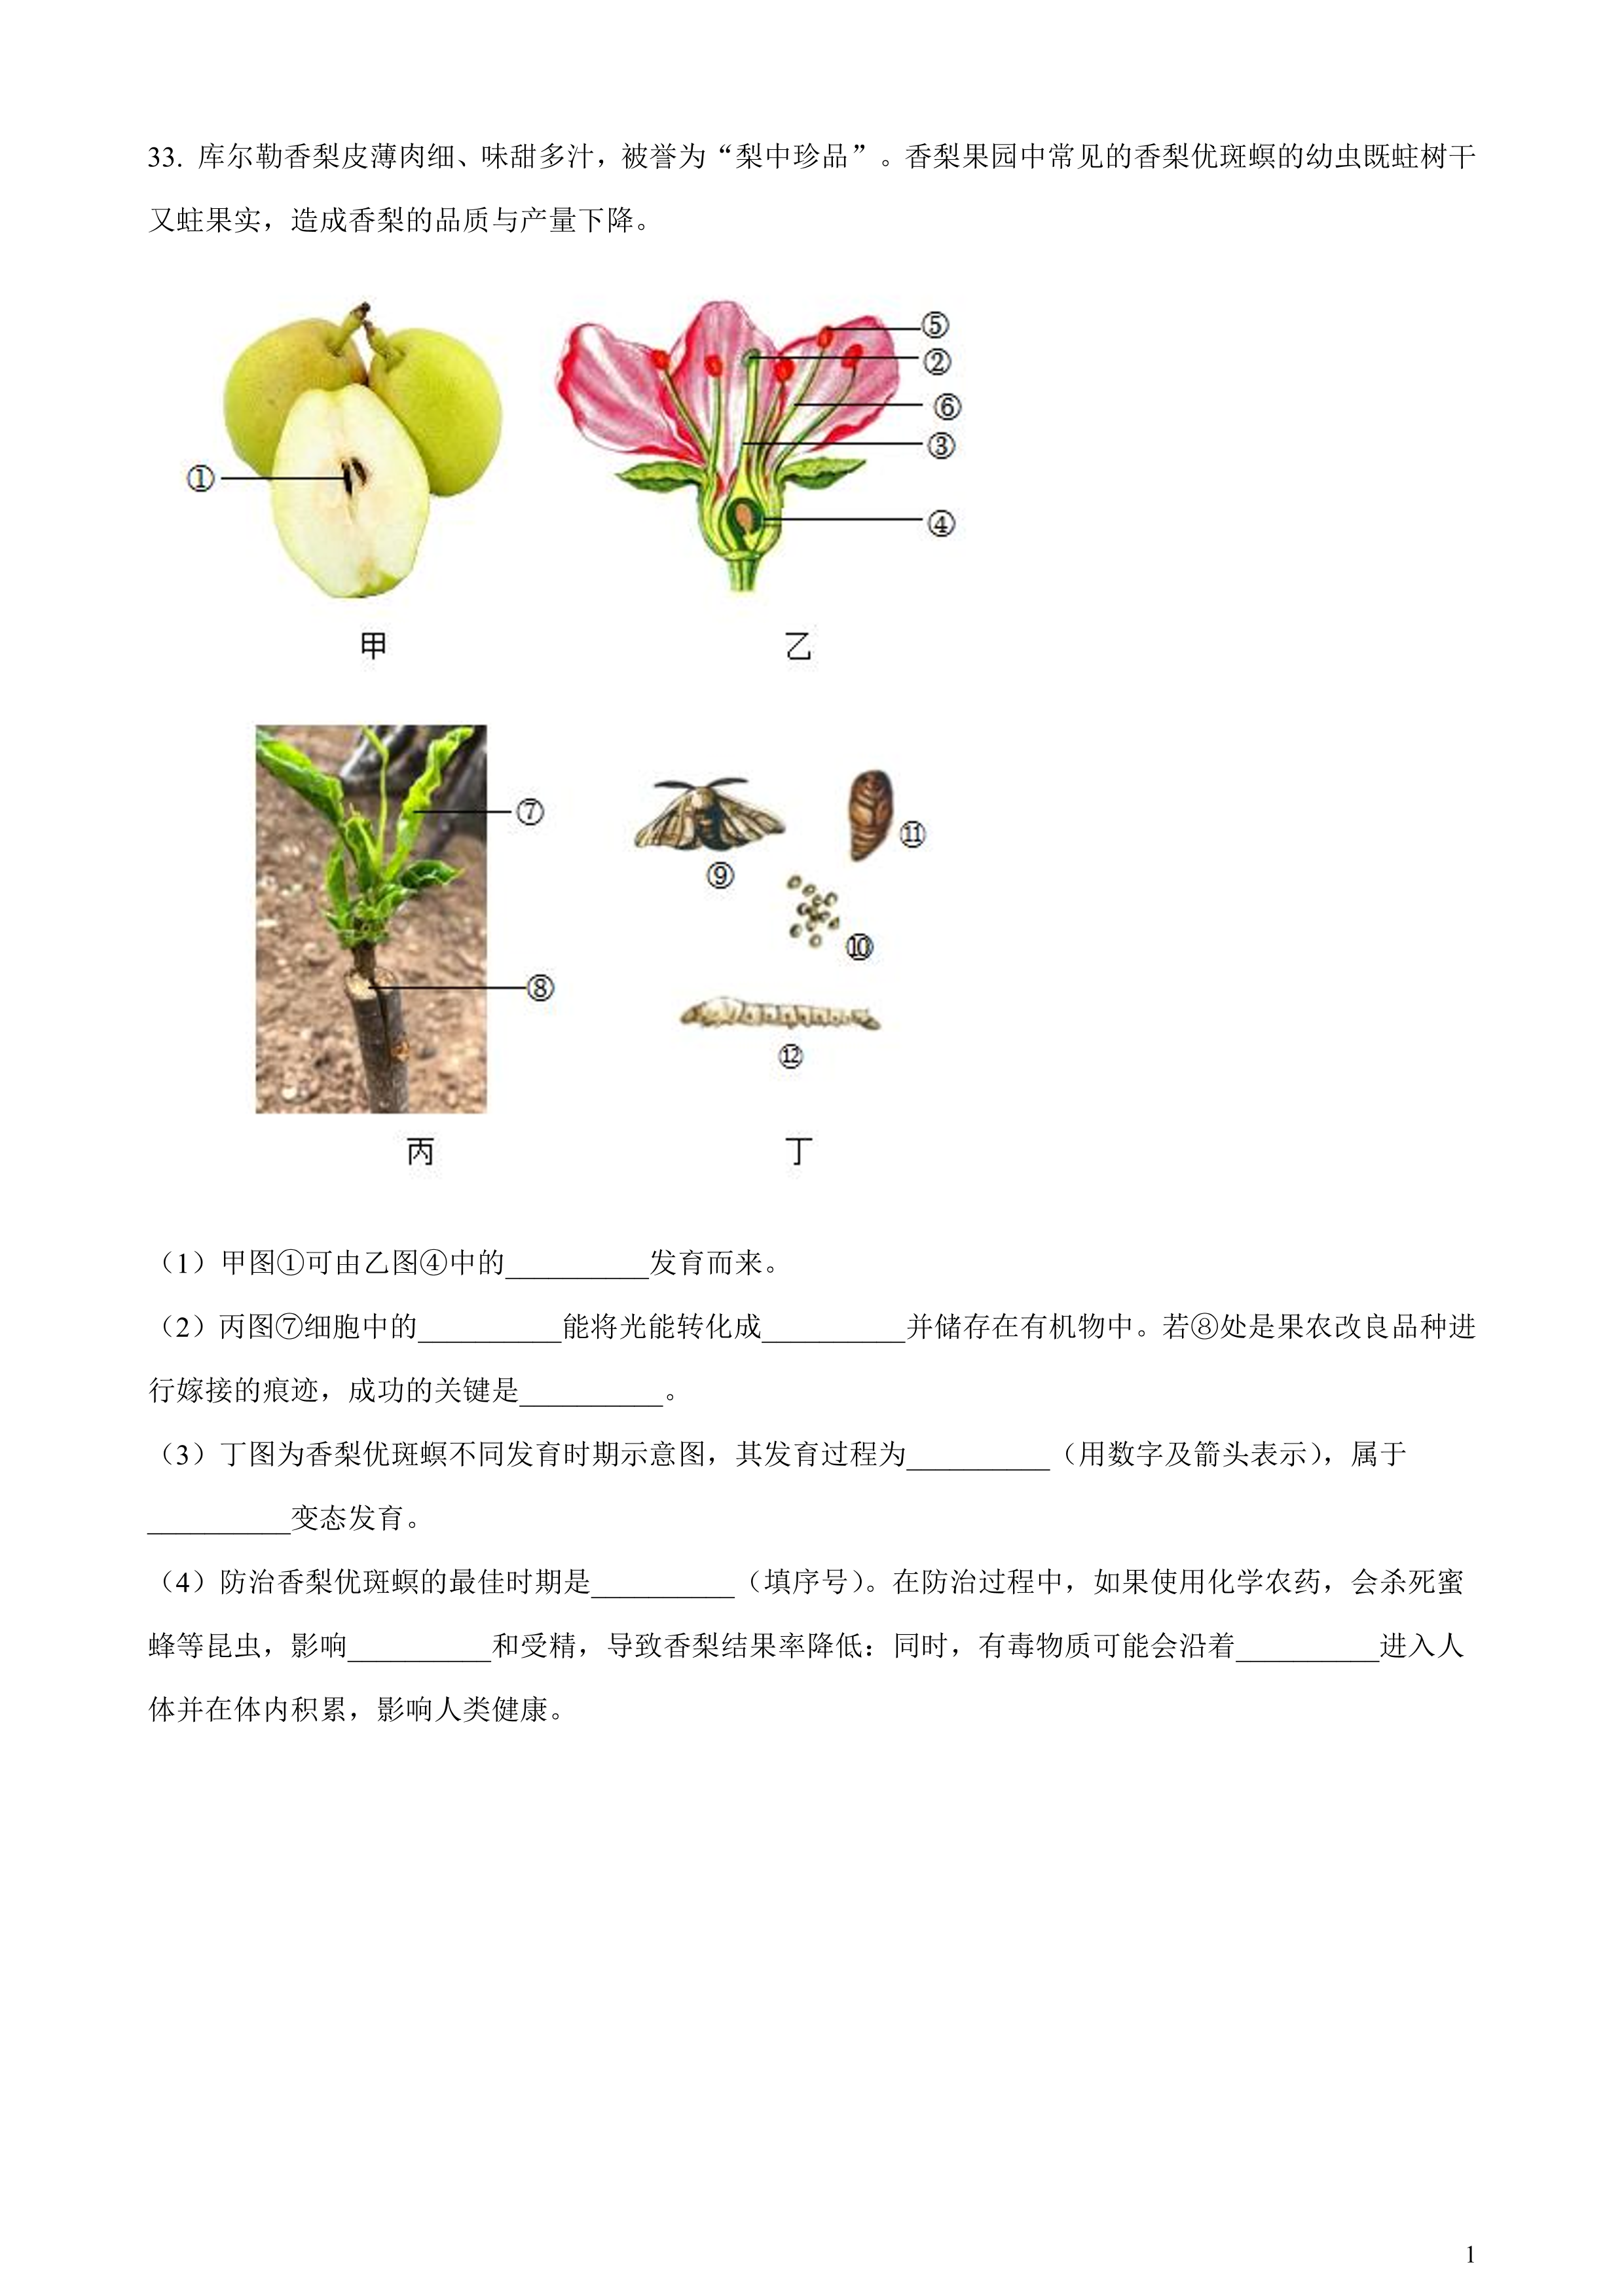 33. 库尔勒香梨皮薄肉细、味甜多汁，被誉为“梨中珍品”。香梨果园中常见的香梨优斑螟的幼虫既蛀树干
又蛀果实，造成香梨的品质与产量下降。
⑤
②
⑥
③
①
④
甲 乙
⑦
⑪
⑨
⑩
⑧
⑫
丙 丁
（1）甲图①可由乙图④中的__________发育而来。
（2）丙图⑦细胞中的__________能将光能转化成__________并储存在有机物中。若⑧处是果农改良品种进
行嫁接的痕迹，成功的关键是__________。
（3）丁图为香梨优斑螟不同发育时期示意图，其发育过程为__________（用数字及箭头表示），属于
__________变态发育。
（4）防治香梨优斑螟的最佳时期是__________（填序号）。在防治过程中，如果使用化学农药，会杀死蜜
蜂等昆虫，影响__________和受精，导致香梨结果率降低：同时，有毒物质可能会沿着__________进入人
体并在体内积累，影响人类健康。
1